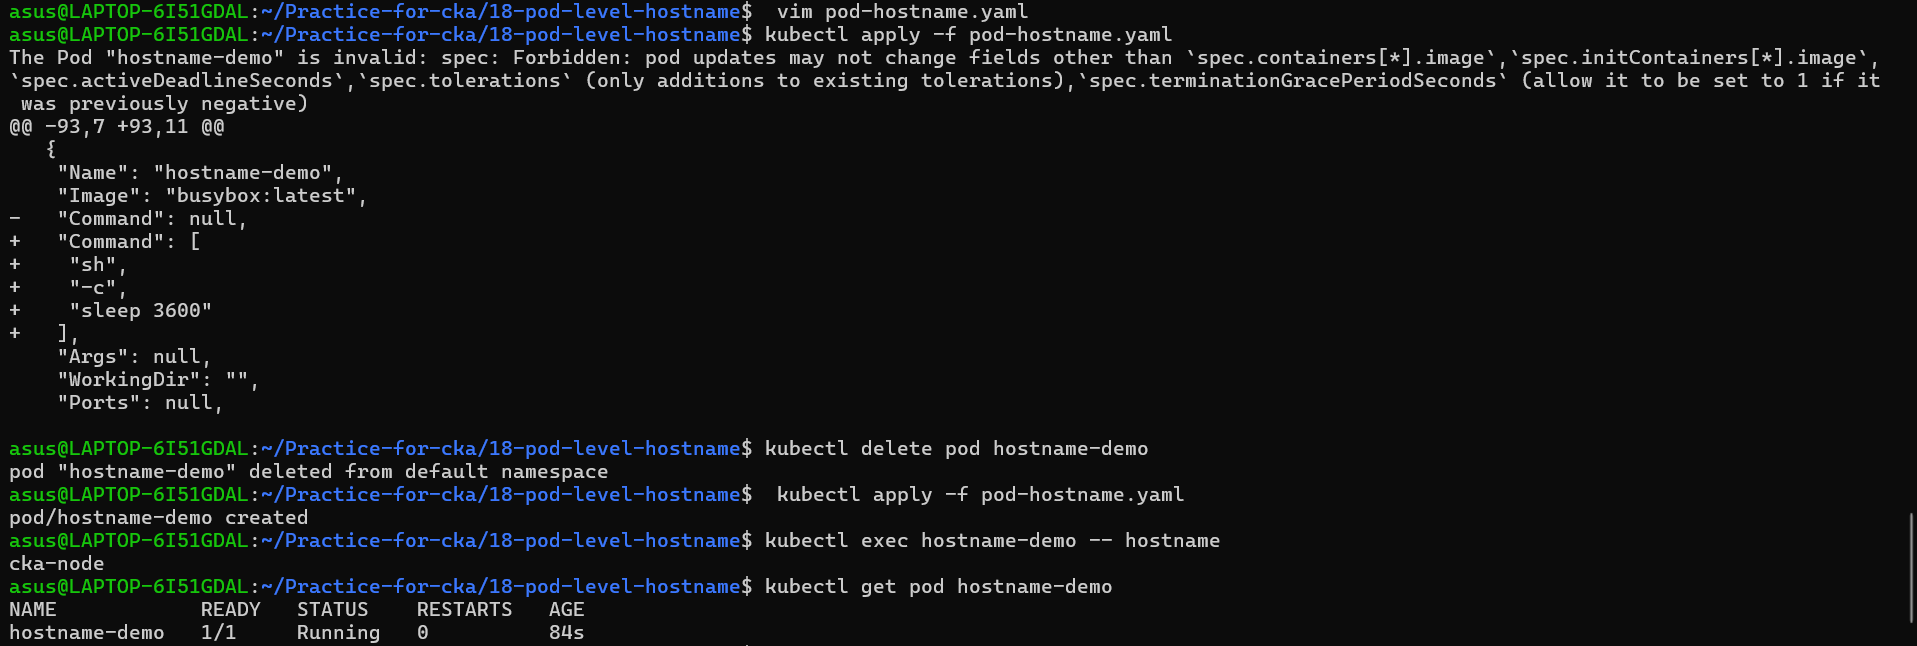 asus@LAPTOP-6I51GDAL:~/Practice-for-cka/18-pod-level-hostname$  vim pod-hostname.yaml
asus@LAPTOP-6I51GDAL:~/Practice-for-cka/18-pod-level-hostname$ kubectl apply -f pod-hostname.yaml
The Pod "hostname-demo" is invalid: spec: Forbidden: pod updates may not change fields other than `spec.containers[*].image`,`spec.initContainers[*].image`,
`spec.activeDeadlineSeconds`,`spec.tolerations` (only additions to existing tolerations),`spec.terminationGracePeriodSeconds` (allow it to be set to 1 if it
 was previously negative)
@@ -93,7 +93,11 @@
   {
    "Name": "hostname-demo",
    "Image": "busybox:latest",
-   "Command": null,
+   "Command": [
+    "sh",
+    "-c",
+    "sleep 3600"
+   ],
    "Args": null,
    "WorkingDir": "",
    "Ports": null,

asus@LAPTOP-6I51GDAL:~/Practice-for-cka/18-pod-level-hostname$ kubectl delete pod hostname-demo
pod "hostname-demo" deleted from default namespace
asus@LAPTOP-6I51GDAL:~/Practice-for-cka/18-pod-level-hostname$  kubectl apply -f pod-hostname.yaml
pod/hostname-demo created
asus@LAPTOP-6I51GDAL:~/Practice-for-cka/18-pod-level-hostname$ kubectl exec hostname-demo -- hostname
cka-node
asus@LAPTOP-6I51GDAL:~/Practice-for-cka/18-pod-level-hostname$ kubectl get pod hostname-demo
NAME            READY   STATUS    RESTARTS   AGE
hostname-demo   1/1     Running   0          84s